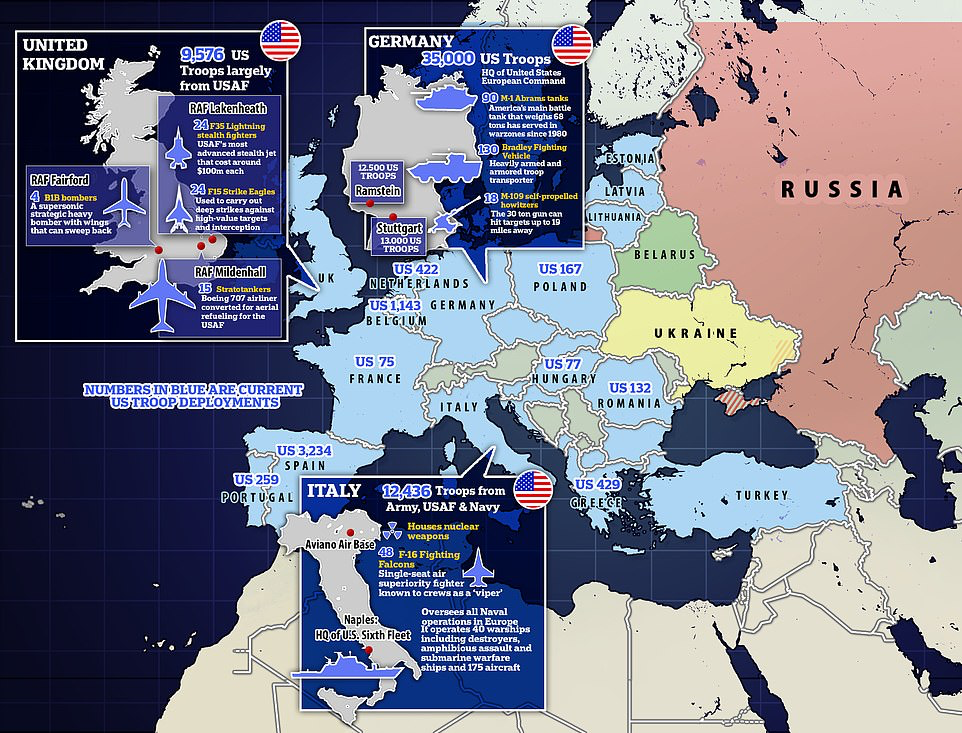 UNITED
KINGDOM
9,576 US
Troops largely
from USAF
RAF Lakenheath
24 F35 Lightning
stealth fighters
USAF's most
advanced stealth jet
that cost around
$100m each
24 F15 Strike Eagles
Used to carry out
deep strikes against
high-value targets
and interception
RAF Fairford
4 B1B bombers
A supersonic
strategic heavy
bomber with wings
that can sweep back
RAF Mildenhall
15 Stratotankers
Boeing 707 airliner
converted for aerial
refueling for the
USAF
GERMANY
35,000 US Troops
HQ of United States
European Command
90 M-1 Abrams tanks
America's main battle
tank that weighs 68
tons has served in
warzones since 1980
130 Bradley Fighting
Vehicle
Heavily armed and
armored troop
transporter
18 M-109 self-propelled
howitzers
The 30 ton gun can
hit targets up to 19
miles away
12.500 US
TROOPS
Ramstein
Stuttgart
13.000 US
TROOPS
ESTONIA
LATVIA
LITHUANIA
RUSSIA
BELARUS
UK
US 422
NETHERLANDS
US 167
POLAND
GERMANY
US 1,143
BELGIUM
UKRAINE
US 75
FRANCE
US 77
HUNGARY
US 132
ROMANIA
NUMBERS IN BLUE ARE CURRENT
US TROOP DEPLOYMENTS
ITALY
US 3,234
SPAIN
US 259
PORTUGAL
US 429
GREECE
TURKEY
ITALY
12,436 Troops from
Army, USAF & Navy
Houses nuclear
weapons
Aviano Air Base
48 F-16 Fighting
Falcons
Single-seat air
superiority fighter
known to crews as a 'viper'
Naples:
HQ of U.S. Sixth Fleet
Oversees all Naval
operations in Europe
It operates 40 warships
including destroyers,
amphibious assault and
submarine warfare
ships and 175 aircraft